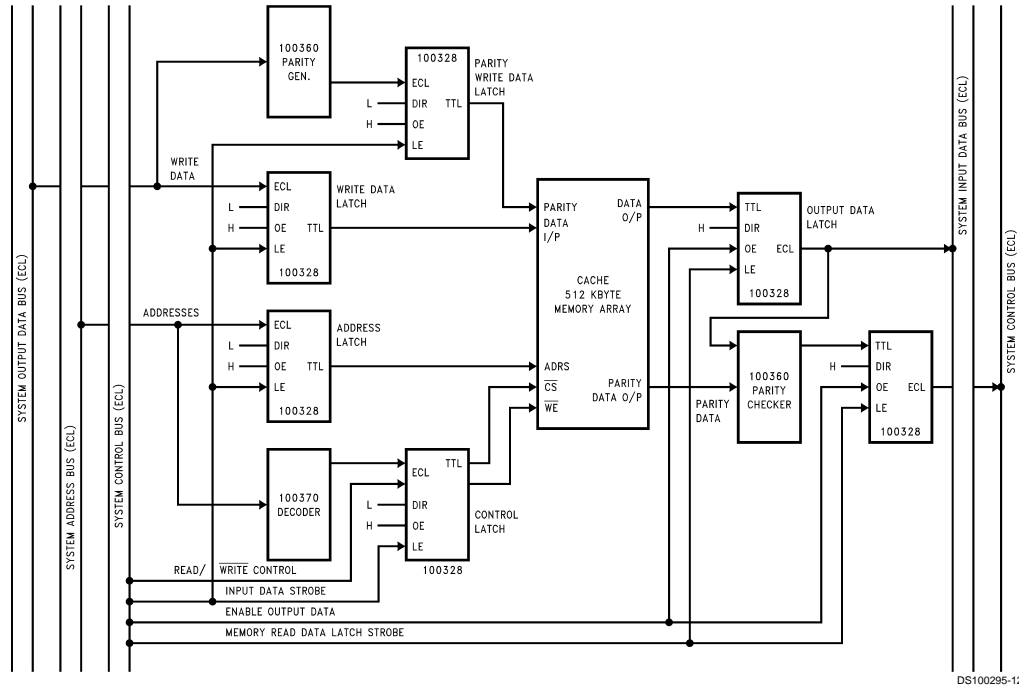 100360
PARITY
GEN.
100328
ECL
DIR
TTL
OE
LE
L
H
PARITY
WRITE DATA
LATCH
WRITE
DATA
ECL
DIR
OE
TTL
LE
100328
L
H
WRITE DATA
LATCH
PARITY
DATA
I/P
DATA
O/P
CACHE
512 KBYTE
MEMORY ARRAY
ADRS
CS
WE
PARITY
DATA O/P
TTL
DIR
OE
ECL
LE
100328
H
OUTPUT DATA
LATCH
ADDRESSES
ECL
DIR
OE
TTL
LE
100328
L
H
ADDRESS
LATCH
100360
PARITY
CHECKER
PARITY
DATA
TTL
DIR
OE
ECL
LE
100328
H
100370
DECODER
ECL
TTL
DIR
OE
LE
100328
L
H
CONTROL
LATCH
READ/ WRITE CONTROL
INPUT DATA STROBE
ENABLE OUTPUT DATA
MEMORY READ DATA LATCH STROBE
SYSTEM OUTPUT DATA BUS (ECL)
SYSTEM ADDRESS BUS (ECL)
SYSTEM CONTROL BUS (ECL)
SYSTEM INPUT DATA BUS (ECL)
SYSTEM CONTROL BUS (ECL)
DS100295-12